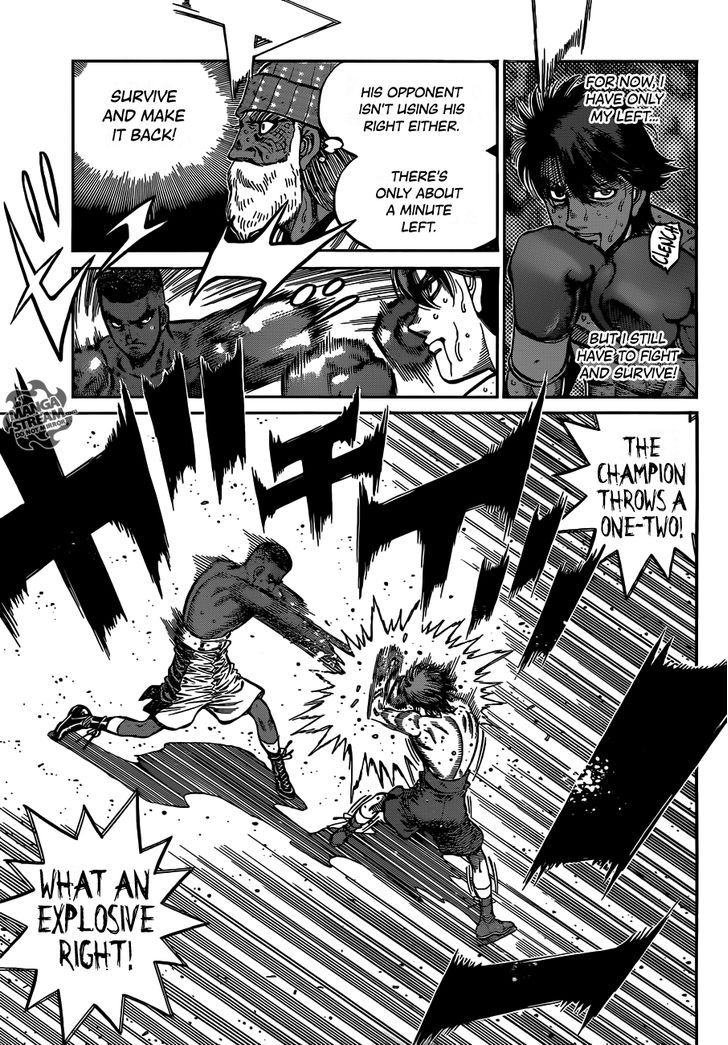 FOR NOW, I
HAVE ONLY
MY LEFT...
CLENCH
BUT I STILL
HAVE TO FIGHT
AND SURVIVE!
HIS OPPONENT
ISN'T USING HIS
RIGHT EITHER.
THERE'S
ONLY ABOUT
A MINUTE
LEFT.
SURVIVE
AND MAKE
IT BACK!
MANGA
STREAM
THE
CHAMPION
THROWS A
ONE-TWO!
WHAT AN
EXPLOSIVE
RIGHT!